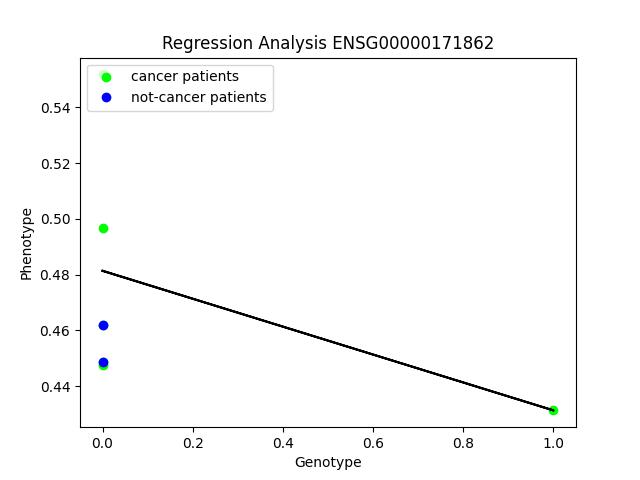 Regression Analysis ENSG00000171862
cancer patients
not-cancer patients
0.54
0.52
0.50
0.48
0.46
0.44
Phenotype
0.0
0.2
0.4
0.6
0.8
1.0
Genotype